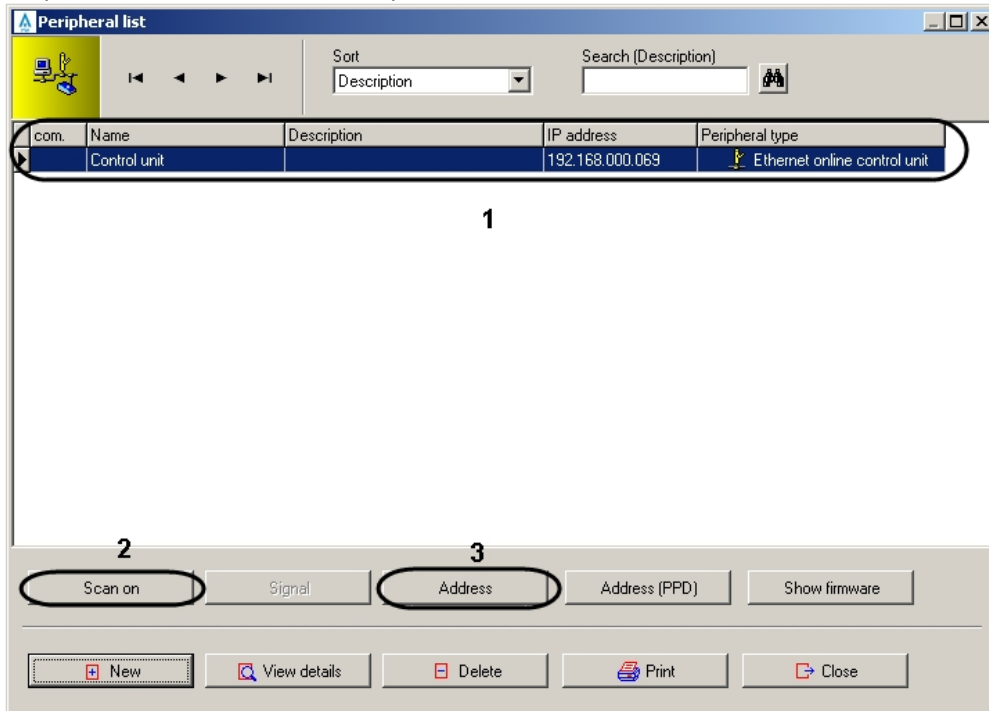 Peripheral list
Sort
Search (Description)
Description
com. Name Description IP address Peripheral type
Control unit 192.168.000.069 Ethernet online control unit
1
2 3
Scan on Signal Address Address (PPD) Show firmware
New View details Delete Print Close